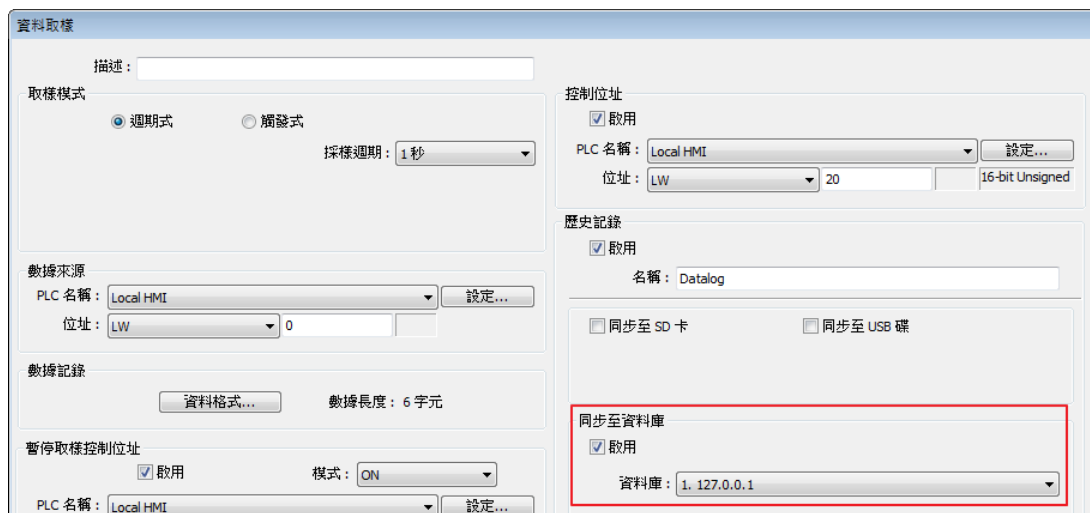 資料取樣
描述：
取樣模式
週期式 觸發式
採樣週期： 1 秒
數據來源
PLC 名稱： Local HMI 設定...
位址： LW 0
數據記錄
資料格式... 數據長度： 6 字元
暫停取樣控制位址
啟用 模式： ON
PLC 名稱： Local HMI 設定...
控制位址
啟用
PLC 名稱： Local HMI 設定...
位址： LW 20 16-bit Unsigned
歷史記錄
啟用
名稱： Datalog
同步至 SD 卡 同步至 USB 碟
同步至資料庫
啟用
資料庫： 1. 127.0.0.1